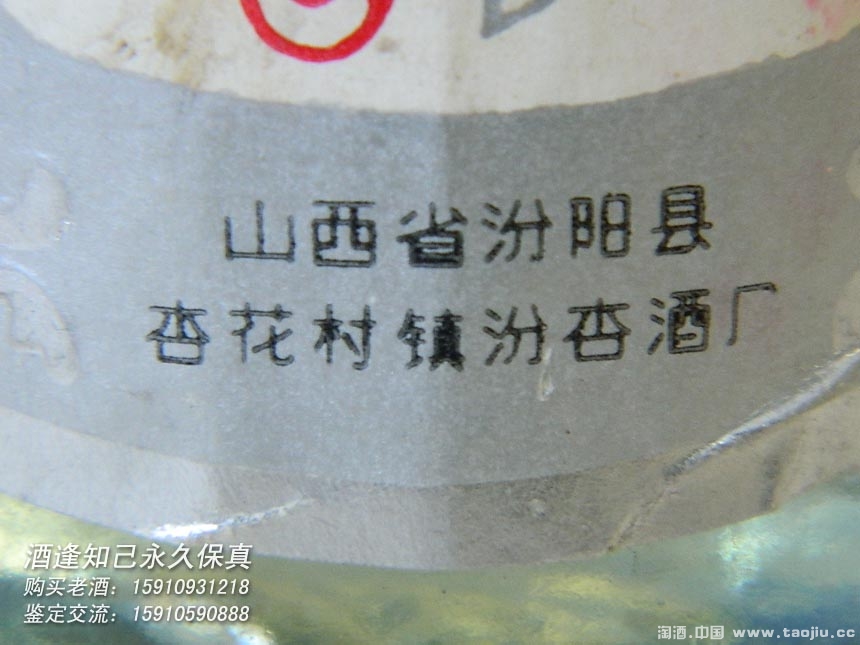 山西省汾阳县
杏花村镇汾杏酒厂
酒逢知己永久保真
购买老酒：15910931218
鉴定交流：15910590888
淘酒.中国 www.taojiu.cc